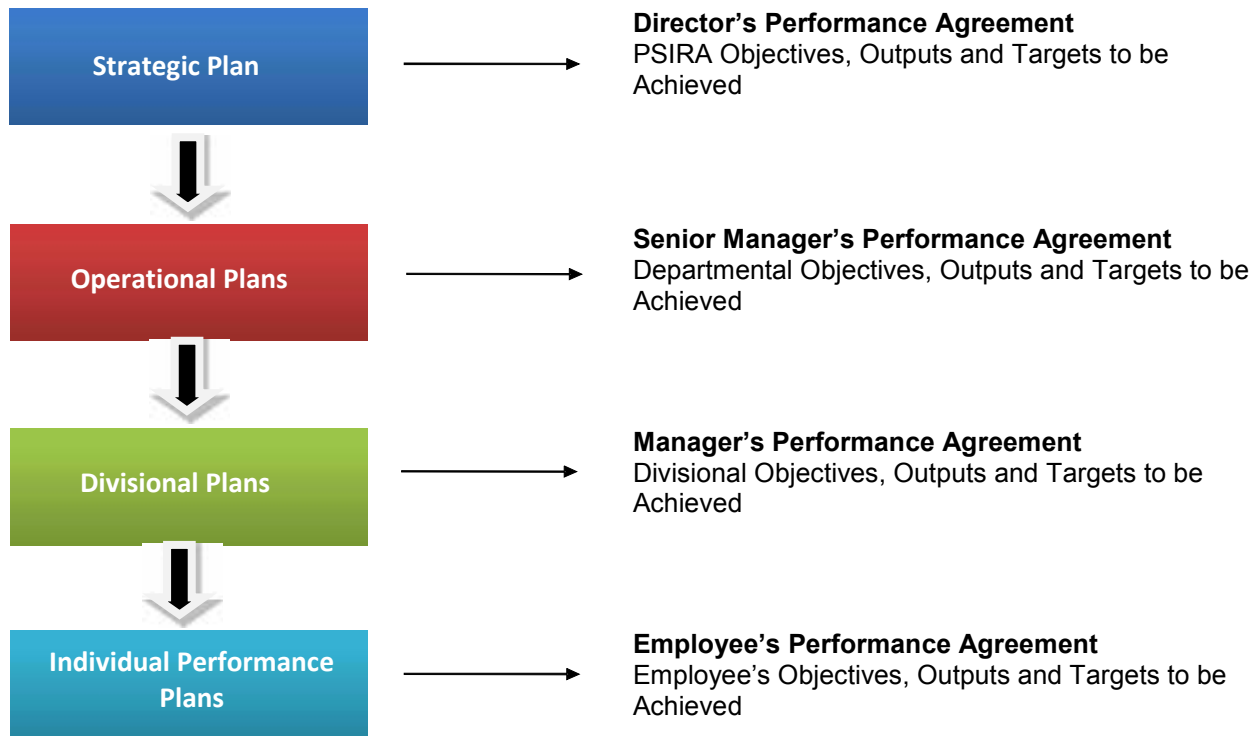 Strategic Plan
Director’s Performance Agreement
PSIRA Objectives, Outputs and Targets to be
Achieved
Operational Plans
Senior Manager’s Performance Agreement
Departmental Objectives, Outputs and Targets to be
Achieved
Divisional Plans
Manager’s Performance Agreement
Divisional Objectives, Outputs and Targets to be
Achieved
Individual Performance
Plans
Employee’s Performance Agreement
Employee’s Objectives, Outputs and Targets to be
Achieved